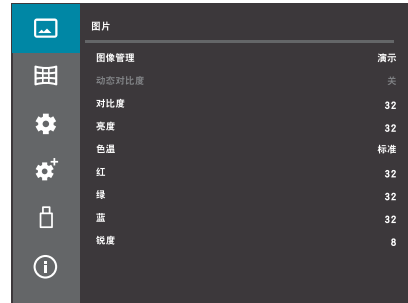 图片
图像管理 演示
动态对比度 关
对比度 32
亮度 32
色温 标准
红 32
绿 32
蓝 32
锐度 8